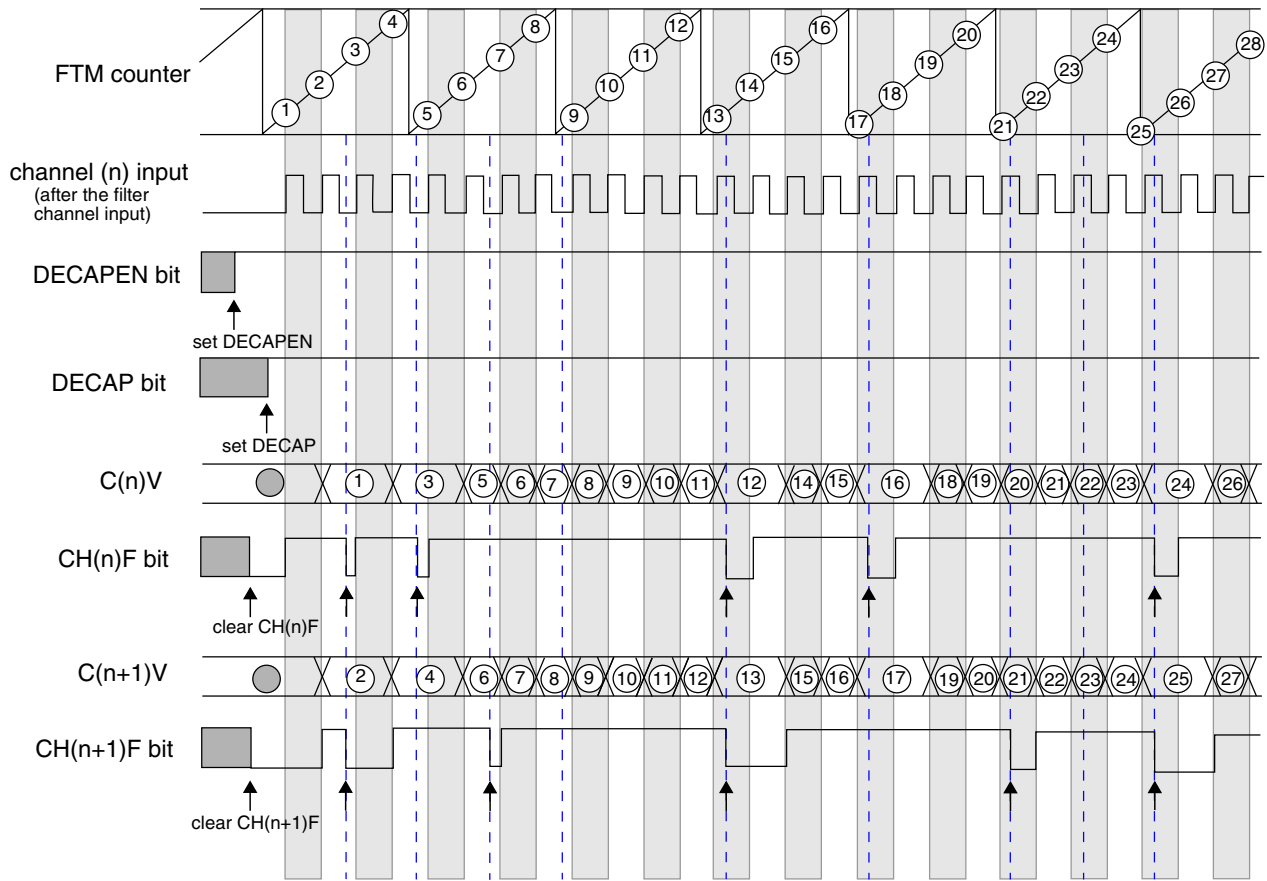 4 8 12 16 20 24 28
3 7 11 15 19 23 27
FTM counter
2 6 10 14 18 22 26
1 5 9 13 17 21 25
channel (n) input
(after the filter
channel input)
DECAPEN bit
set DECAPEN
DECAP bit
set DECAP
C(n)V 1 3 5 6 7 8 9 10 11 12 14 15 16 18 19 20 21 22 23 24 26
CH(n)F bit
clear CH(n)F
C(n+1)V 2 4 6 7 8 9 10 11 12 13 15 16 17 19 20 21 22 23 24 25 27
CH(n+1)F bit
clear CH(n+1)F